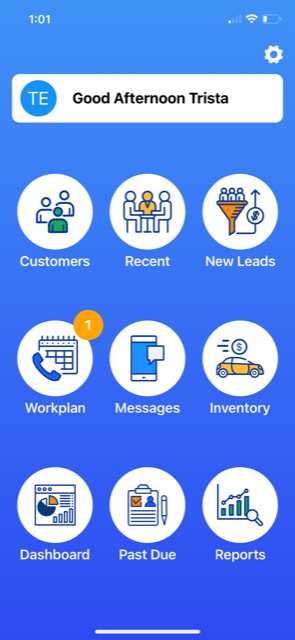 1:01
TE
Good Afternoon Trista
Customers
Recent
New Leads
$
1
$
Workplan
Messages
Inventory
Dashboard
Past Due
Reports